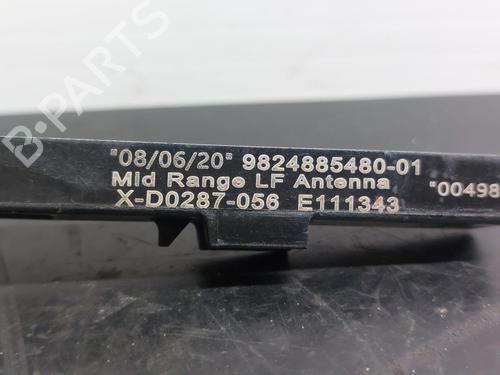 "08/06/20" 9824885480-01
Mid Range LF Antenna
"00498
X-D0287-056 E111343
B-PARTS